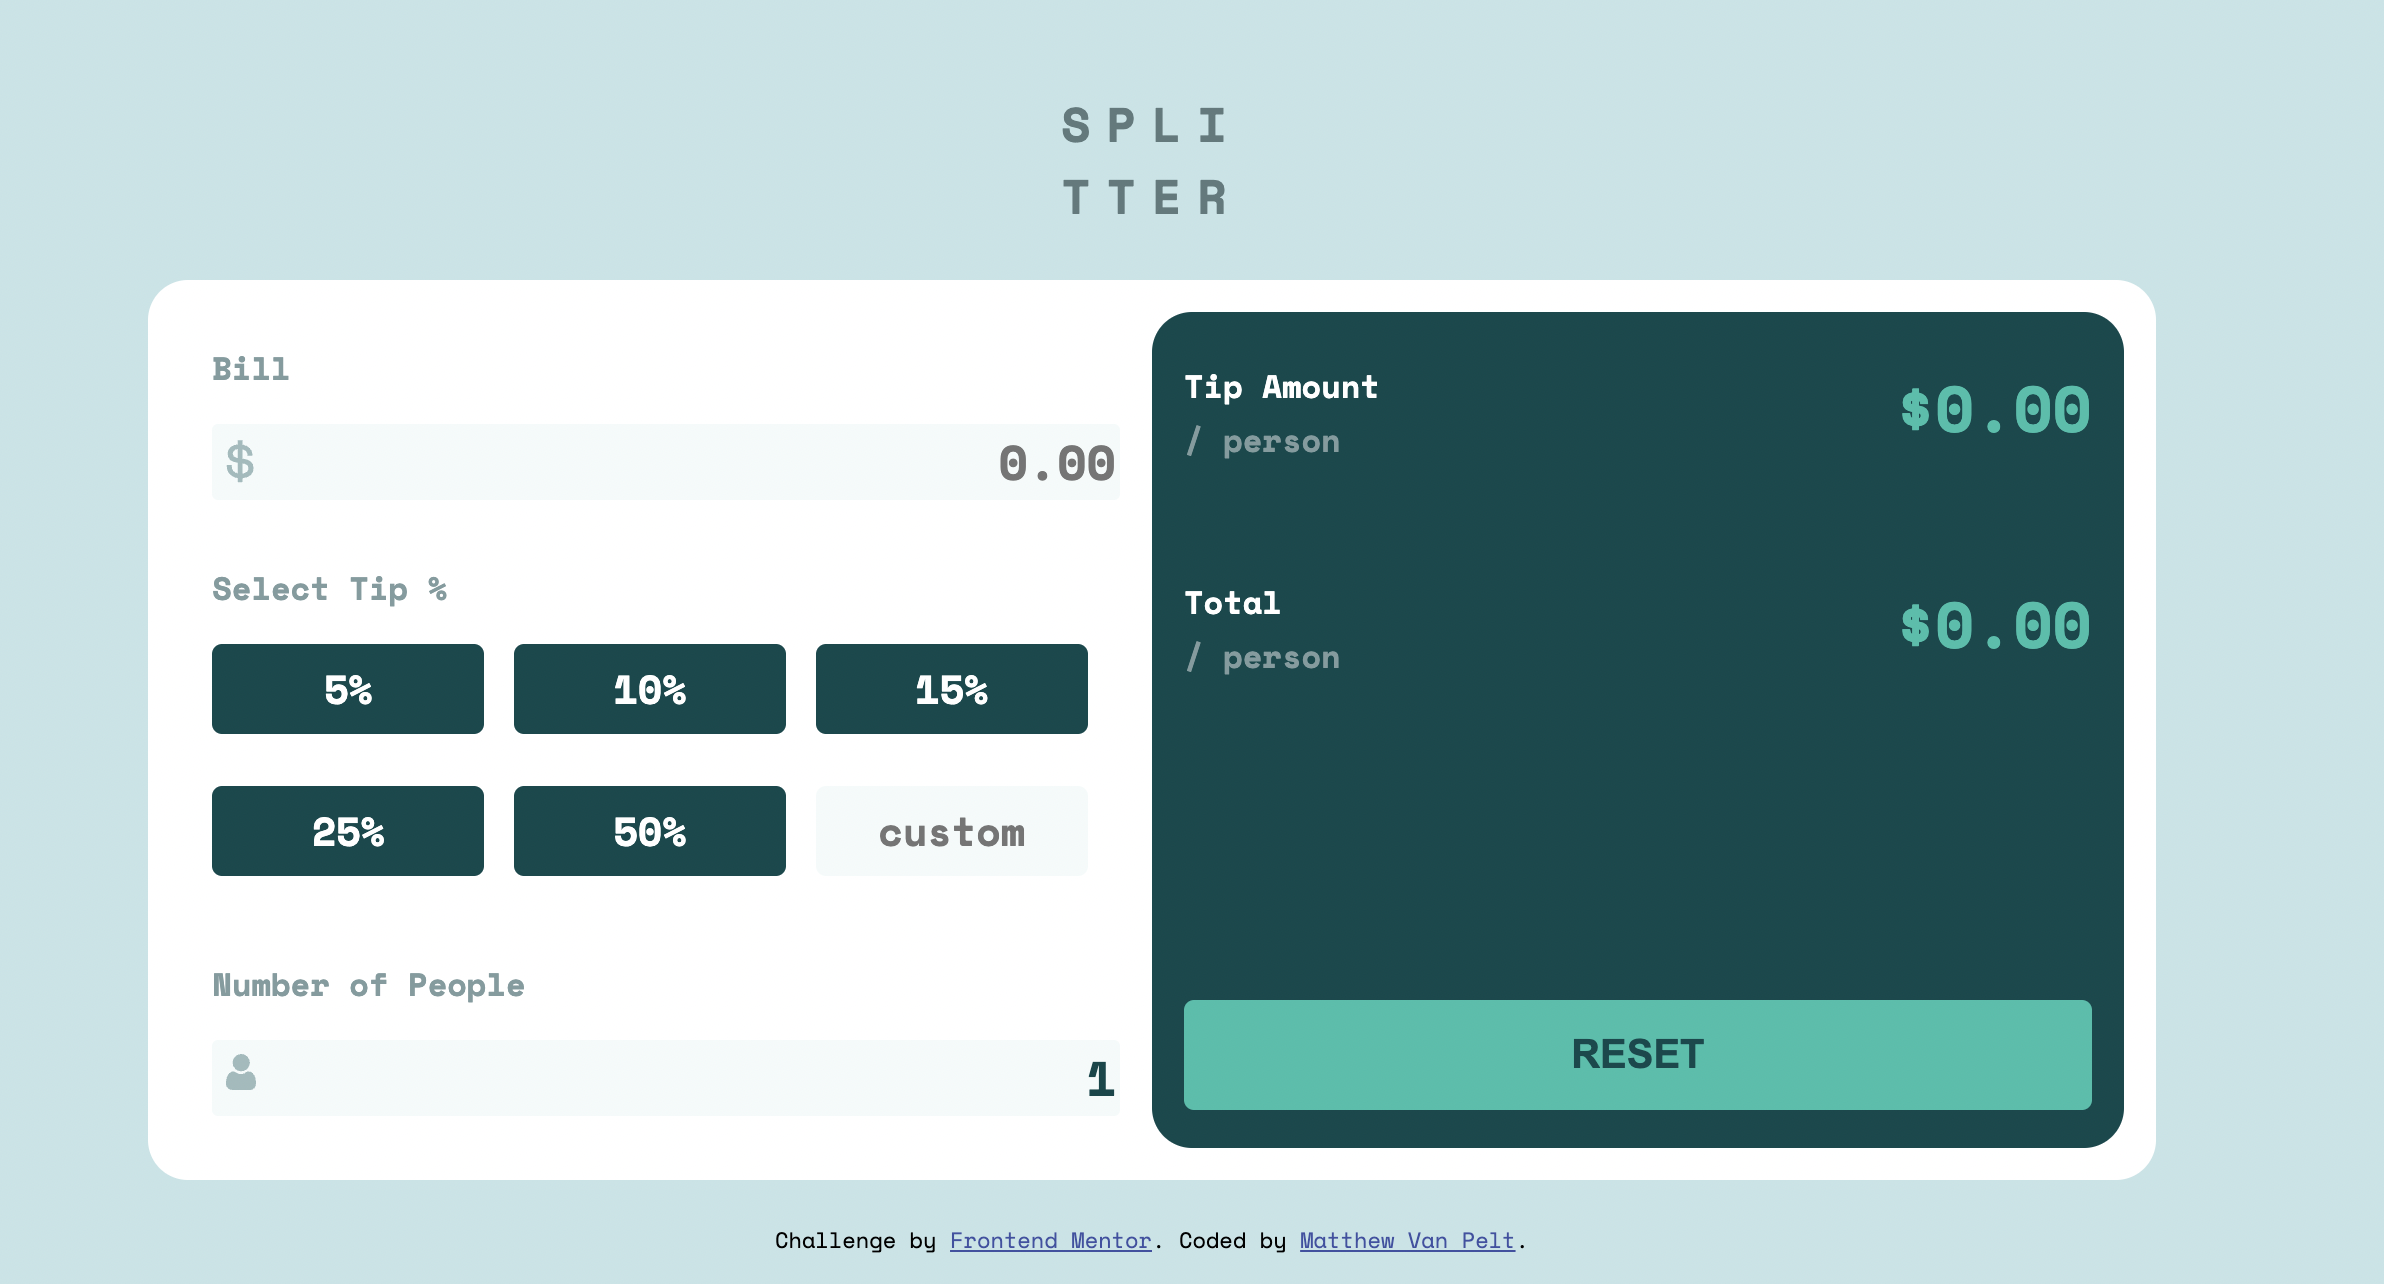 SPLI
TTER
Bill
$ 0.00
Select Tip %
5% 10% 15%
25% 50% custom
Number of People
1
Tip Amount
/ person
$0.00
Total
/ person
$0.00
RESET
Challenge by Frontend Mentor. Coded by Matthew Van Pelt.